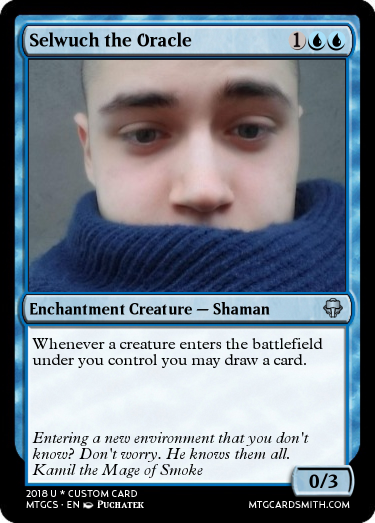 Selwuch the Oracle 1
Enchantment Creature — Shaman
Whenever a creature enters the battlefield
under you control you may draw a card.
Entering a new environment that you don't
know? Don't worry. He knows them all.
Kamil the Mage of Smoke
0/3
2018 U * CUSTOM CARD
MTGCS · EN PUCHATEK
MTGCARDSMITH.COM